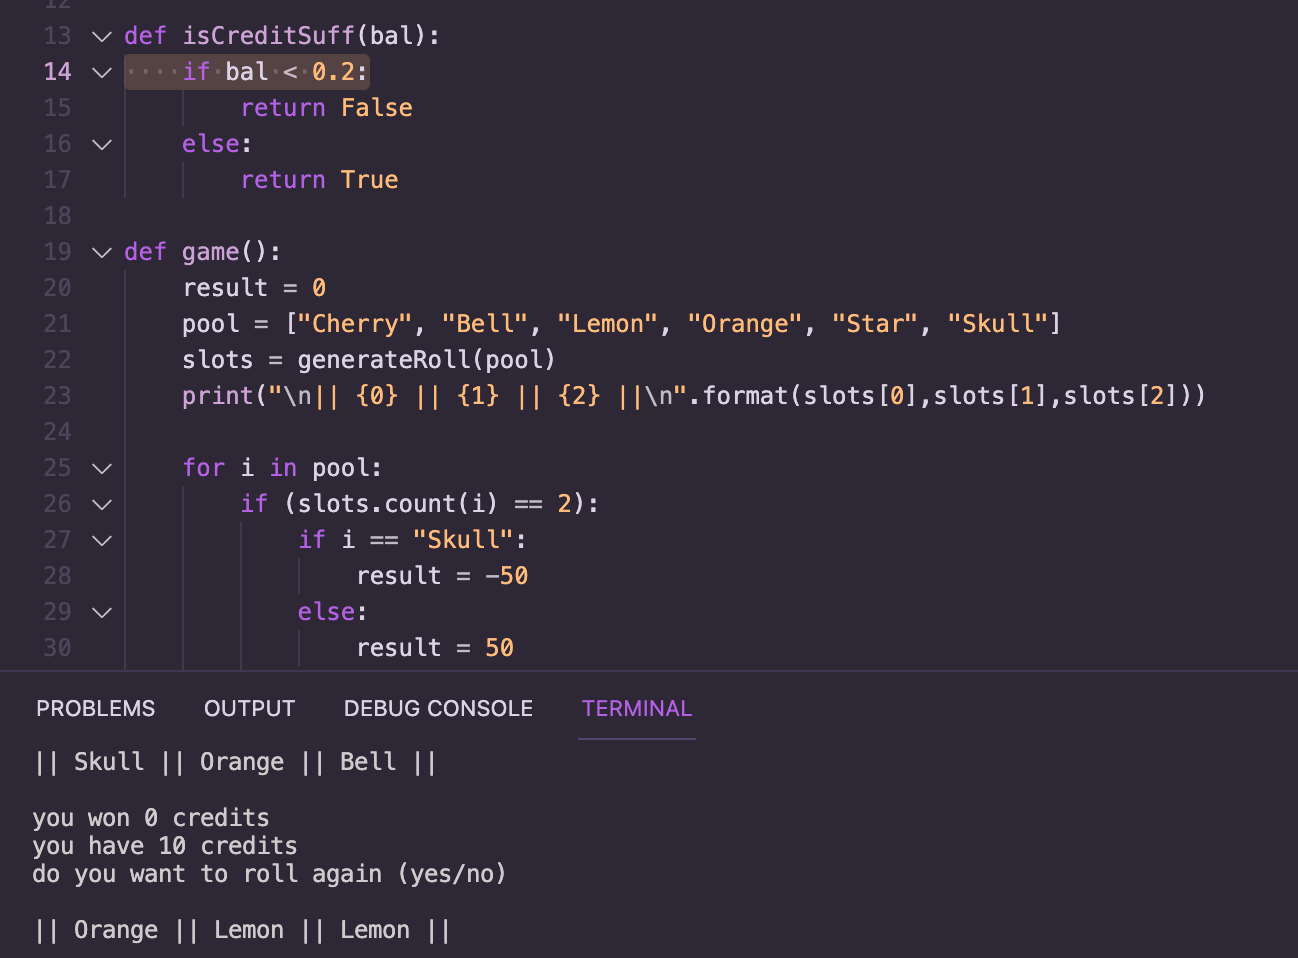 12
13 def isCreditSuff(bal):
14 ····if·bal·<·0.2:
15 return False
16 else:
17 return True
18
19 def game():
20 result = 0
21 pool = ["Cherry", "Bell", "Lemon", "Orange", "Star", "Skull"]
22 slots = generateRoll(pool)
23 print("\n|| {0} || {1} || {2} ||\n".format(slots[0],slots[1],slots[2]))
24
25 for i in pool:
26 if (slots.count(i) == 2):
27 if i == "Skull":
28 result = -50
29 else:
30 result = 50
PROBLEMS OUTPUT DEBUG CONSOLE TERMINAL
|| Skull || Orange || Bell ||
you won 0 credits
you have 10 credits
do you want to roll again (yes/no)
|| Orange || Lemon || Lemon ||